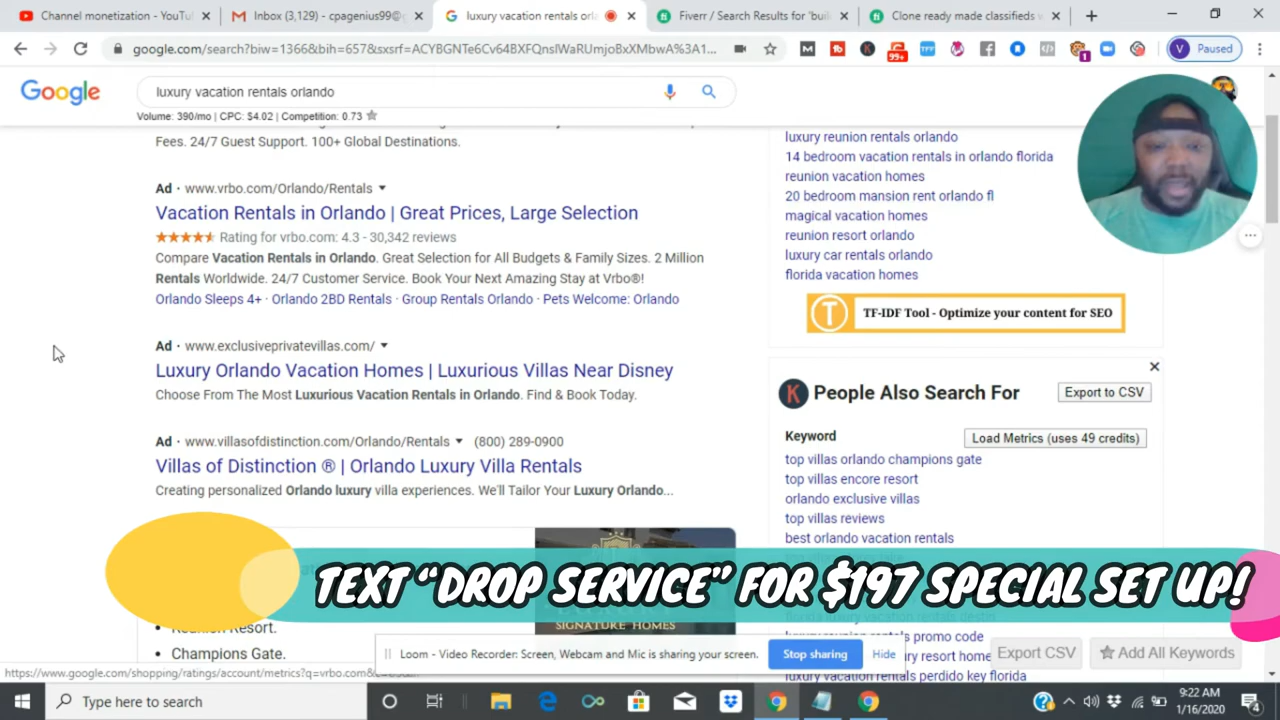 Channel monetization - YouTu
Inbox (3,129) - cpagenius99@
luxury vacation rentals orl
Fiverr / Search Results for 'buil
Clone ready made classifieds w
google.com/search?biw=1366&bih=657&sxsrf=ACYBGNTe6Cv64BXFQnslWaRUmjoBxXMbwA%3A1...
99+
1
V Paused
Google
luxury vacation rentals orlando
Volume: 390/mo | CPC: $4.02 | Competition: 0.73
Fees. 24/7 Guest Support. 100+ Global Destinations.
Ad · www.vrbo.com/Orlando/Rentals
Vacation Rentals in Orlando | Great Prices, Large Selection
Rating for vrbo.com: 4.3 - 30,342 reviews
Compare Vacation Rentals in Orlando. Great Selection for All Budgets & Family Sizes. 2 Million
Rentals Worldwide. 24/7 Customer Service. Book Your Next Amazing Stay at Vrbo®!
Orlando Sleeps 4+ · Orlando 2BD Rentals · Group Rentals Orlando · Pets Welcome: Orlando
Ad · www.exclusiveprivatevillas.com/
Luxury Orlando Vacation Homes | Luxurious Villas Near Disney
Choose From The Most Luxurious Vacation Rentals in Orlando. Find & Book Today.
Ad · www.villasofdistinction.com/Orlando/Rentals (800) 289-0900
Villas of Distinction ® | Orlando Luxury Villa Rentals
Creating personalized Orlando luxury villa experiences. We'll Tailor Your Luxury Orlando...
SIGNATURE HOMES
Reunion Resort.
Champions Gate.
luxury reunion rentals orlando
14 bedroom vacation rentals in orlando florida
reunion vacation homes
20 bedroom mansion rent orlando fl
magical vacation homes
reunion resort orlando
luxury car rentals orlando
florida vacation homes
T TF-IDF Tool - Optimize your content for SEO
K People Also Search For
Export to CSV
Keyword
Load Metrics (uses 49 credits)
top villas orlando champions gate
top villas encore resort
orlando exclusive villas
top villas reviews
best orlando vacation rentals
TEXT “DROP SERVICE” FOR $197 SPECIAL SET UP!
luxury reunion rentals promo code
luxury resort home
luxury vacation rentals perdido key florida
Export CSV
Add All Keywords
Loom - Video Recorder: Screen, Webcam and Mic is sharing your screen.
Stop sharing
Hide
Type here to search
9:22 AM
1/16/2020
4